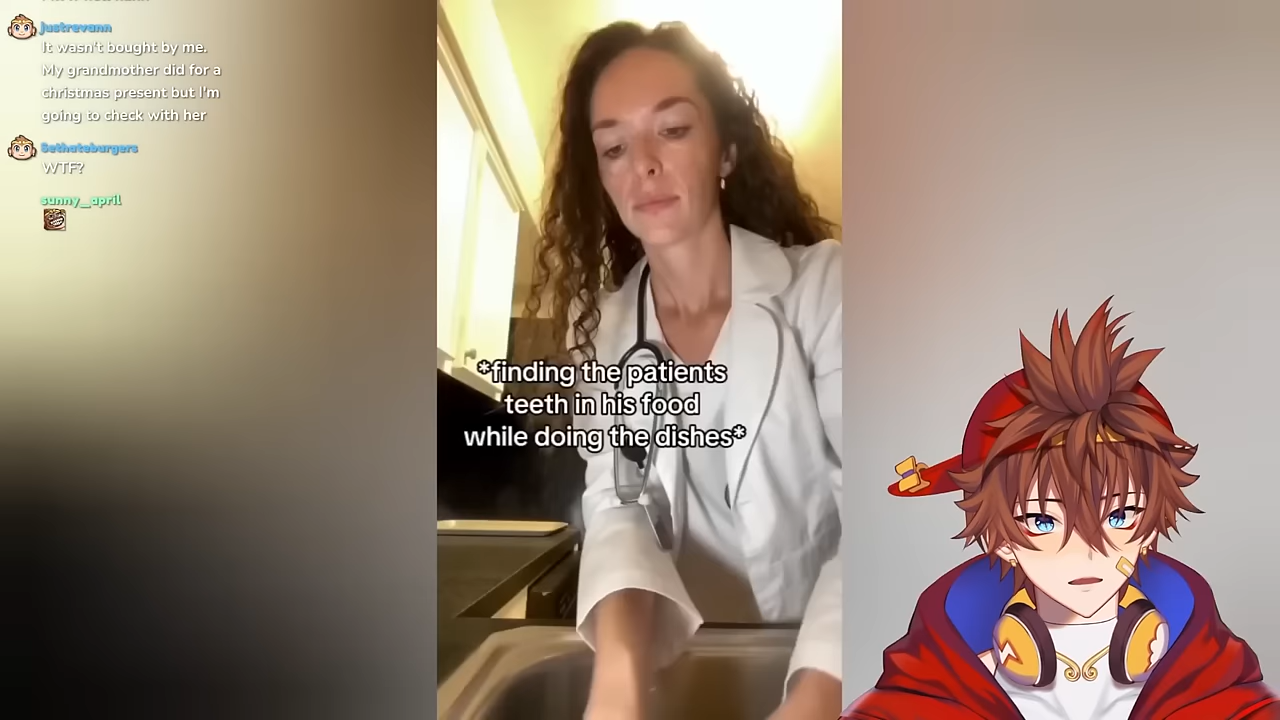 Justrevann
It wasn't bought by me.
My grandmother did for a
christmas present but I'm
going to check with her
Sethateburgers
WTF?
sunny_april
*finding the patients
teeth in his food
while doing the dishes*